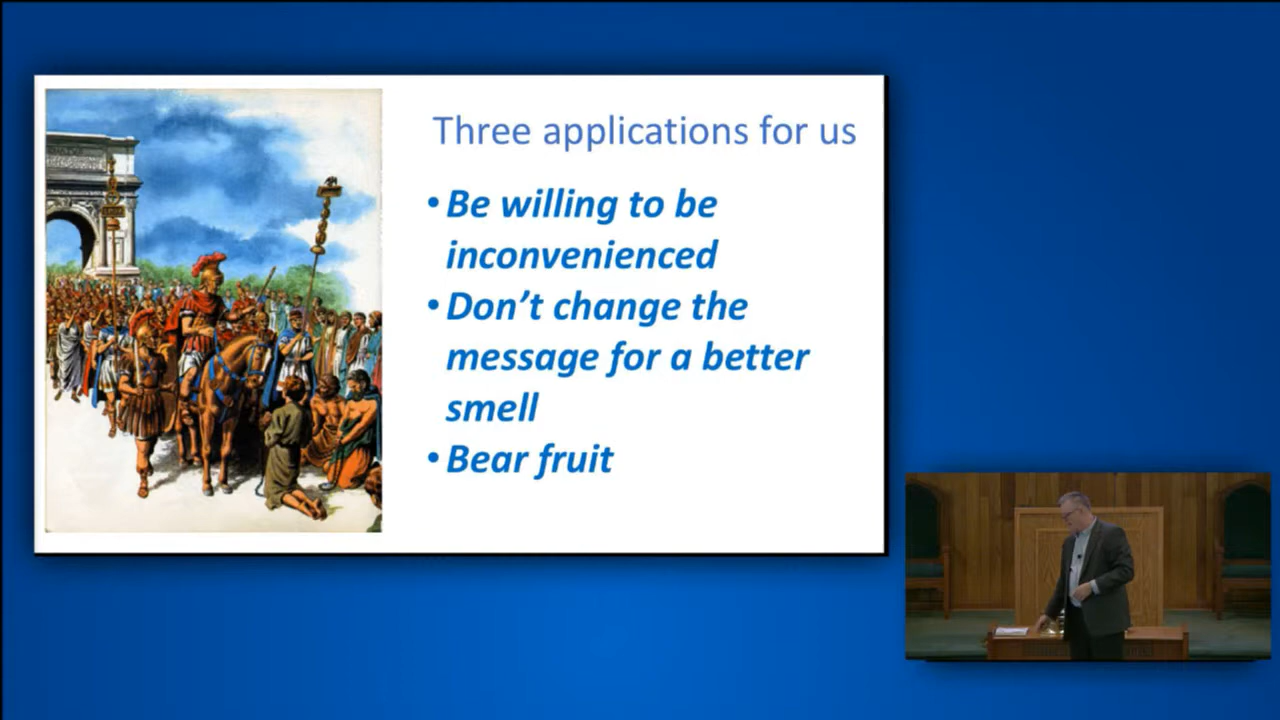 Three applications for us
• Be willing to be
inconvenienced
• Don't change the
message for a better
smell
• Bear fruit